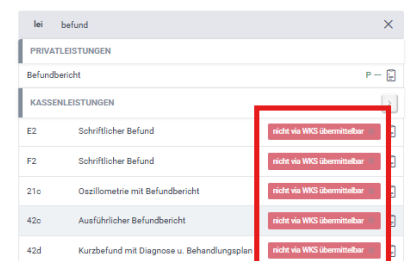 lei befund
PRIVATLEISTUNGEN
Befundbericht P —
KASSENLEISTUNGEN
E2 Schriftlicher Befund nicht via WKS übermittelbar
F2 Schriftlicher Befund nicht via WKS übermittelbar
21c Oszillometrie mit Befundbericht nicht via WKS übermittelbar
42c Ausführlicher Befundbericht nicht via WKS übermittelbar
42d Kurzbefund mit Diagnose u. Behandlungsplan nicht via WKS übermittelbar